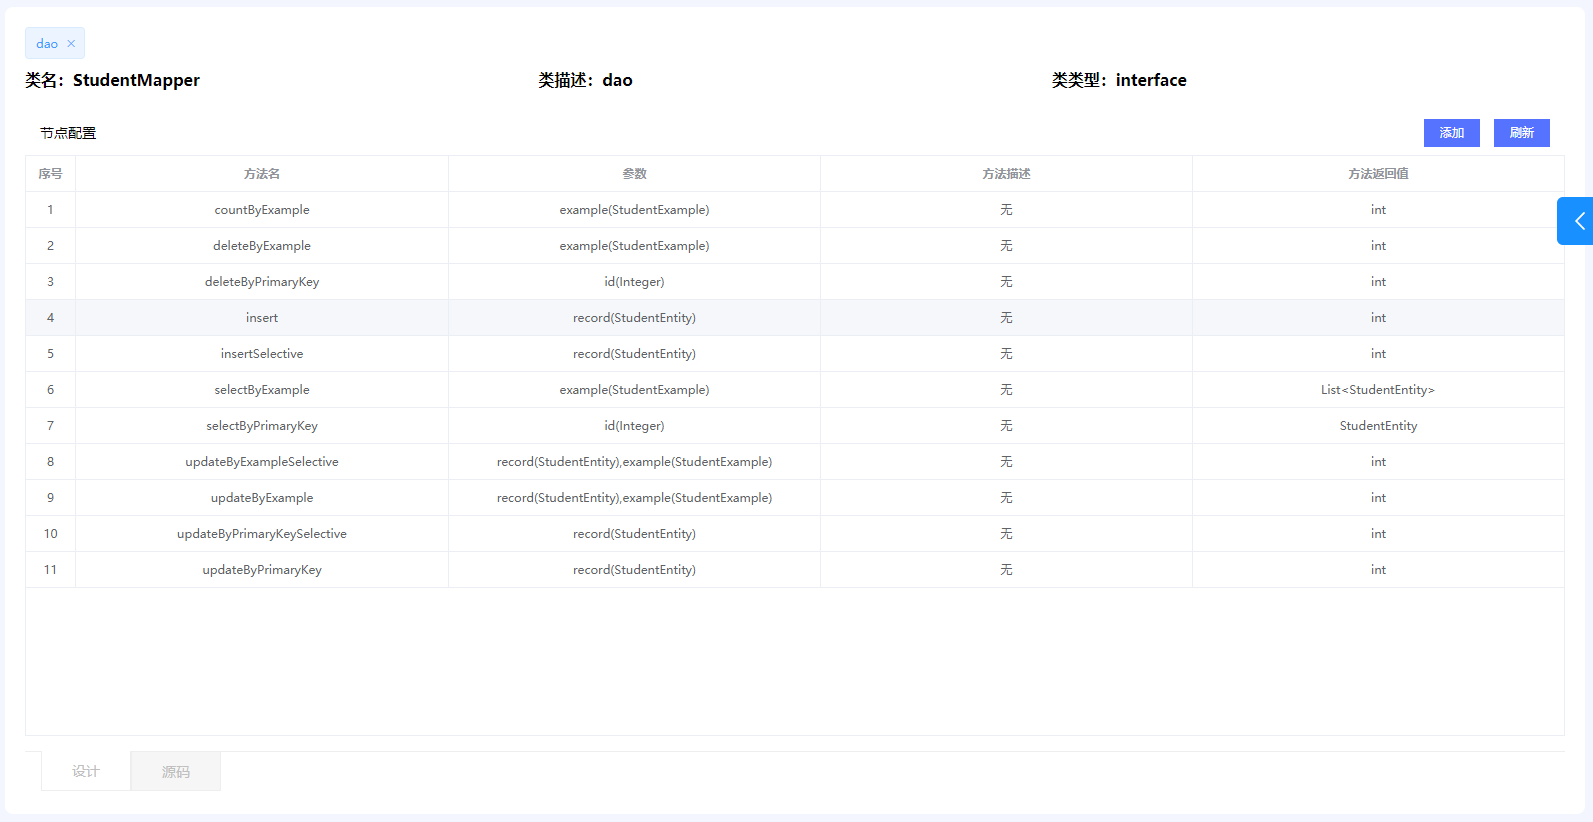 dao ×
类名：StudentMapper 类描述：dao 类类型：interface
节点配置 添加 刷新
序号 方法名 参数 方法描述 方法返回值
1 countByExample example(StudentExample) 无 int
2 deleteByExample example(StudentExample) 无 int
3 deleteByPrimaryKey id(Integer) 无 int
4 insert record(StudentEntity) 无 int
5 insertSelective record(StudentEntity) 无 int
6 selectByExample example(StudentExample) 无 List<StudentEntity>
7 selectByPrimaryKey id(Integer) 无 StudentEntity
8 updateByExampleSelective record(StudentEntity),example(StudentExample) 无 int
9 updateByExample record(StudentEntity),example(StudentExample) 无 int
10 updateByPrimaryKeySelective record(StudentEntity) 无 int
11 updateByPrimaryKey record(StudentEntity) 无 int
设计 源码